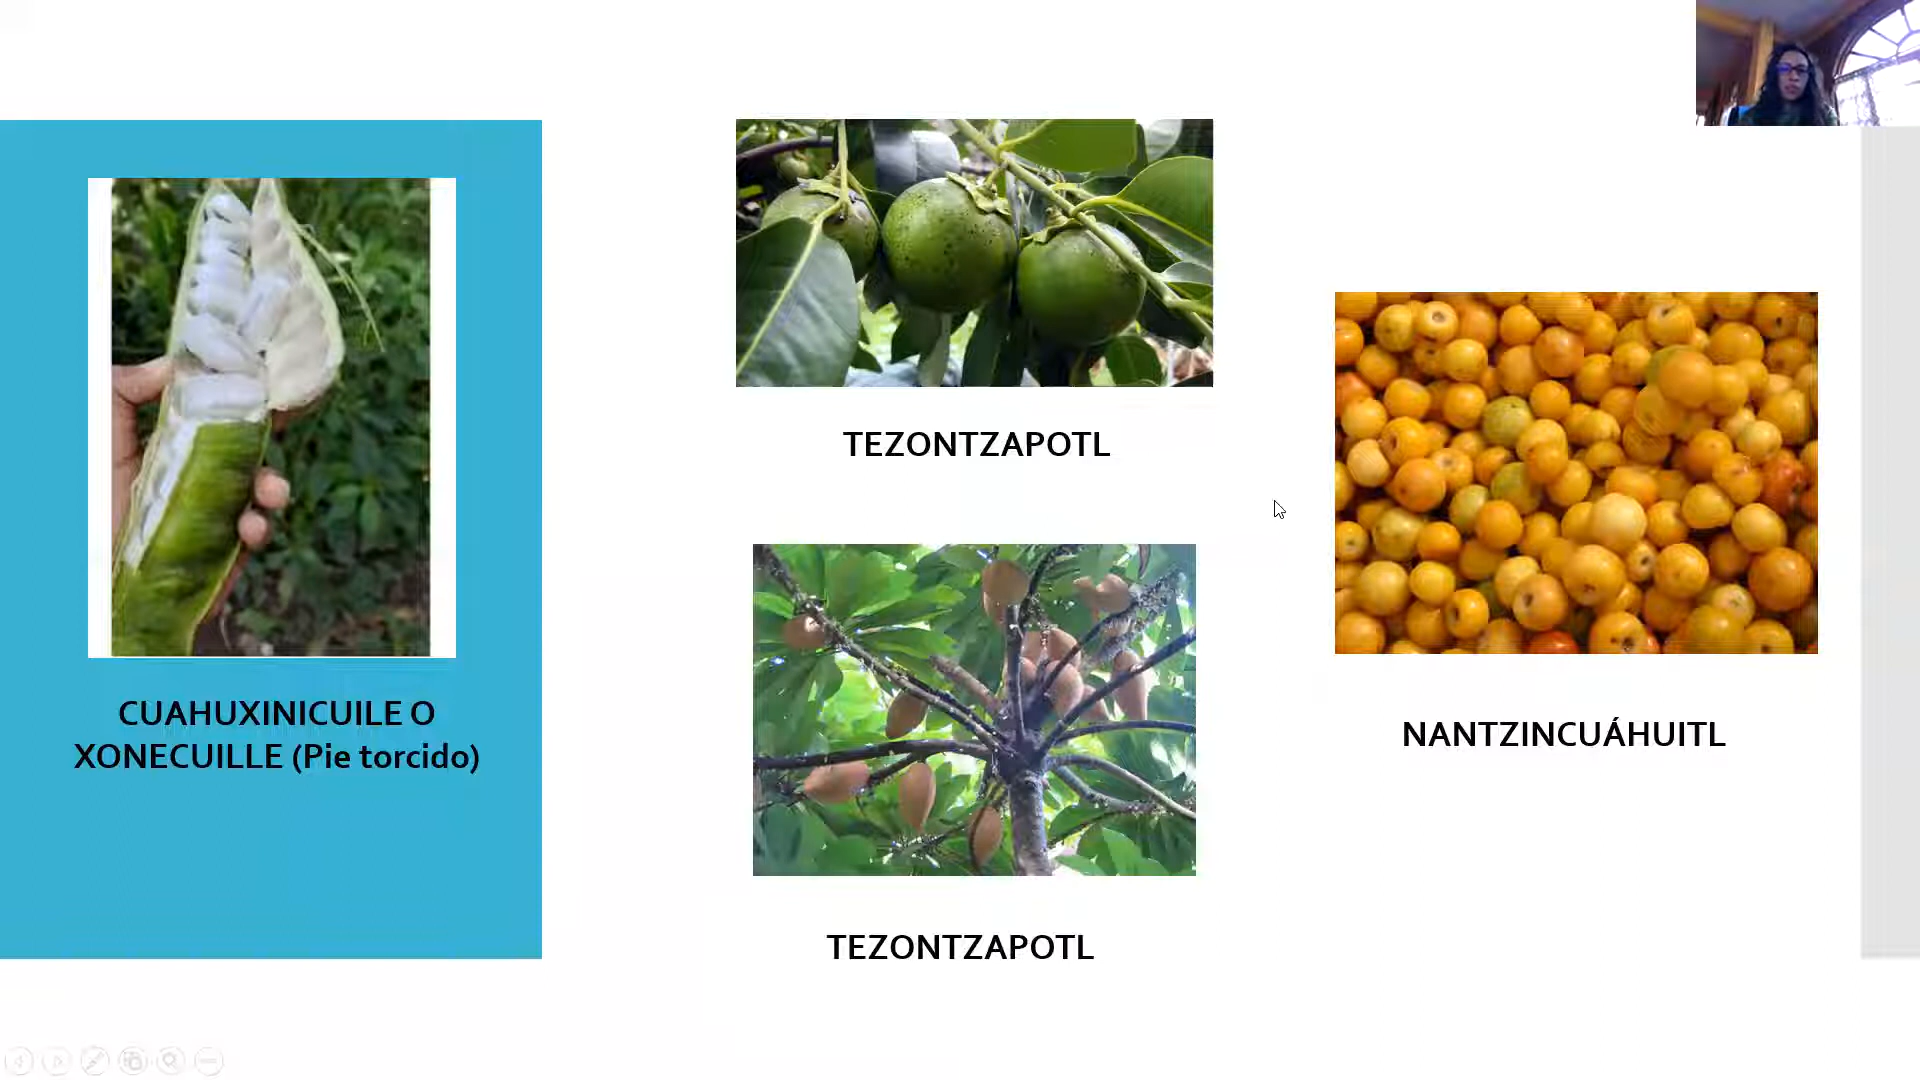 CUAHUXINICUILE O
XONECUILLE (Pie torcido)
TEZONTZAPOTL
TEZONTZAPOTL
NANTZINCUÁHUITL